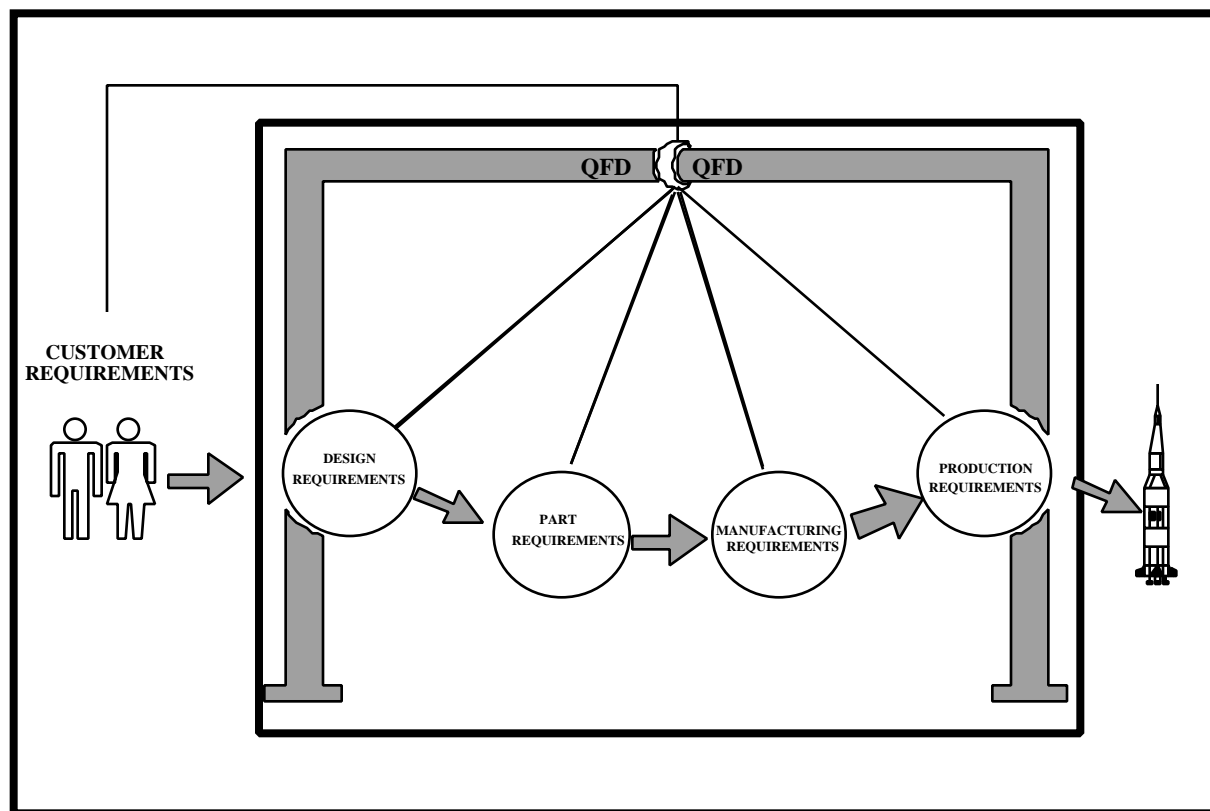 QFD QFD
CUSTOMER
REQUIREMENTS
DESIGN
REQUIREMENTS
PART
REQUIREMENTS
MANUFACTURING
REQUIREMENTS
PRODUCTION
REQUIREMENTS